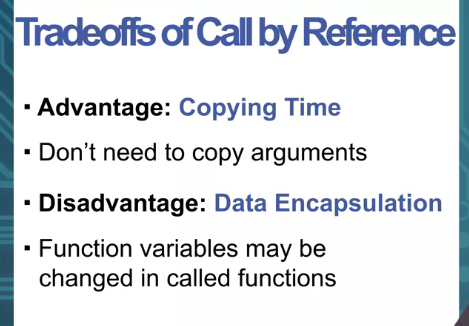 Tradeoffs of Call by Reference
▪ Advantage: Copying Time
▪ Don’t need to copy arguments
▪ Disadvantage: Data Encapsulation
▪ Function variables may be
changed in called functions